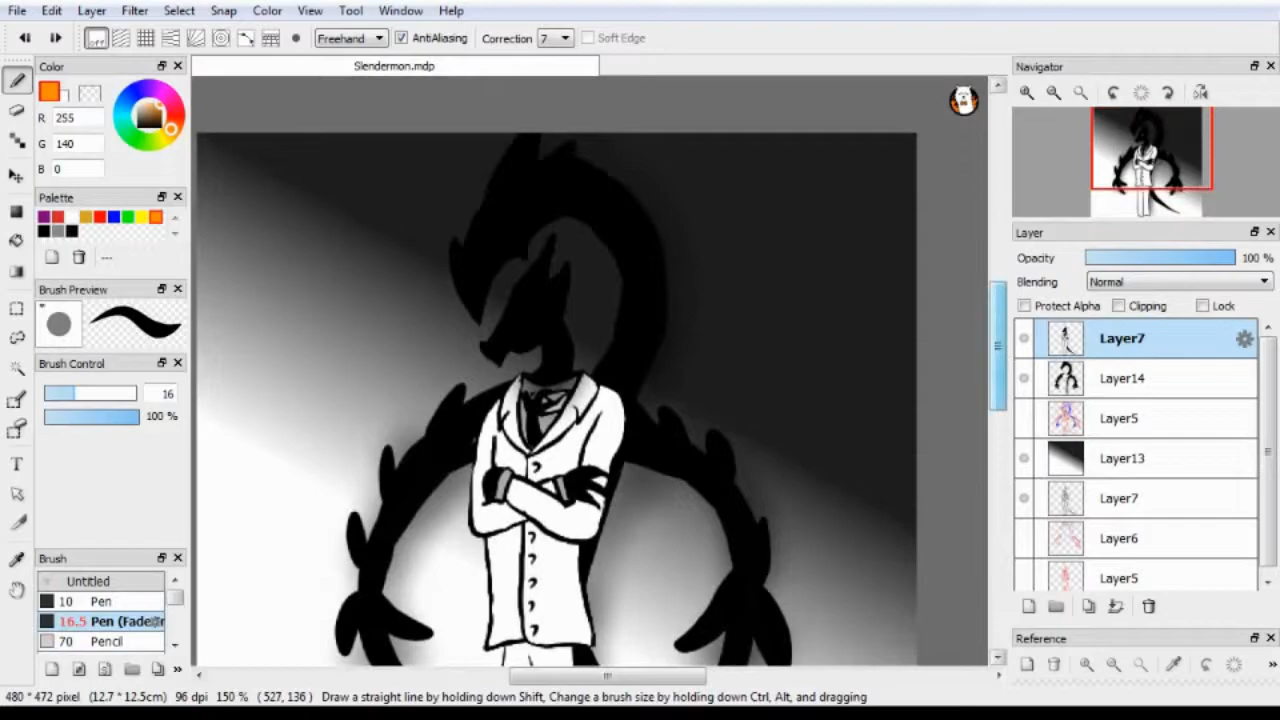 File Edit Layer Filter Select Snap Color View Tool Window Help
off Freehand AntiAliasing Correction 7 Soft Edge
Color
R 255
G 140
B 0
Palette
---
Brush Preview
Brush Control
16
100 %
Brush
Untitled
10 Pen
16.5 Pen
70 Pencil
Slendermon.mdp
Navigator
Layer
Opacity 100 %
Blending Normal
Protect Alpha Clipping Lock
Layer7
Layer14
Layer5
Layer13
Layer7
Layer6
Layer5
Reference
480 * 472 pixel (12.7 * 12.5cm) 96 dpi 150 % ( 527, 136 ) Draw a straight line by holding down Shift, Change a brush size by holding down Ctrl, Alt, and dragging